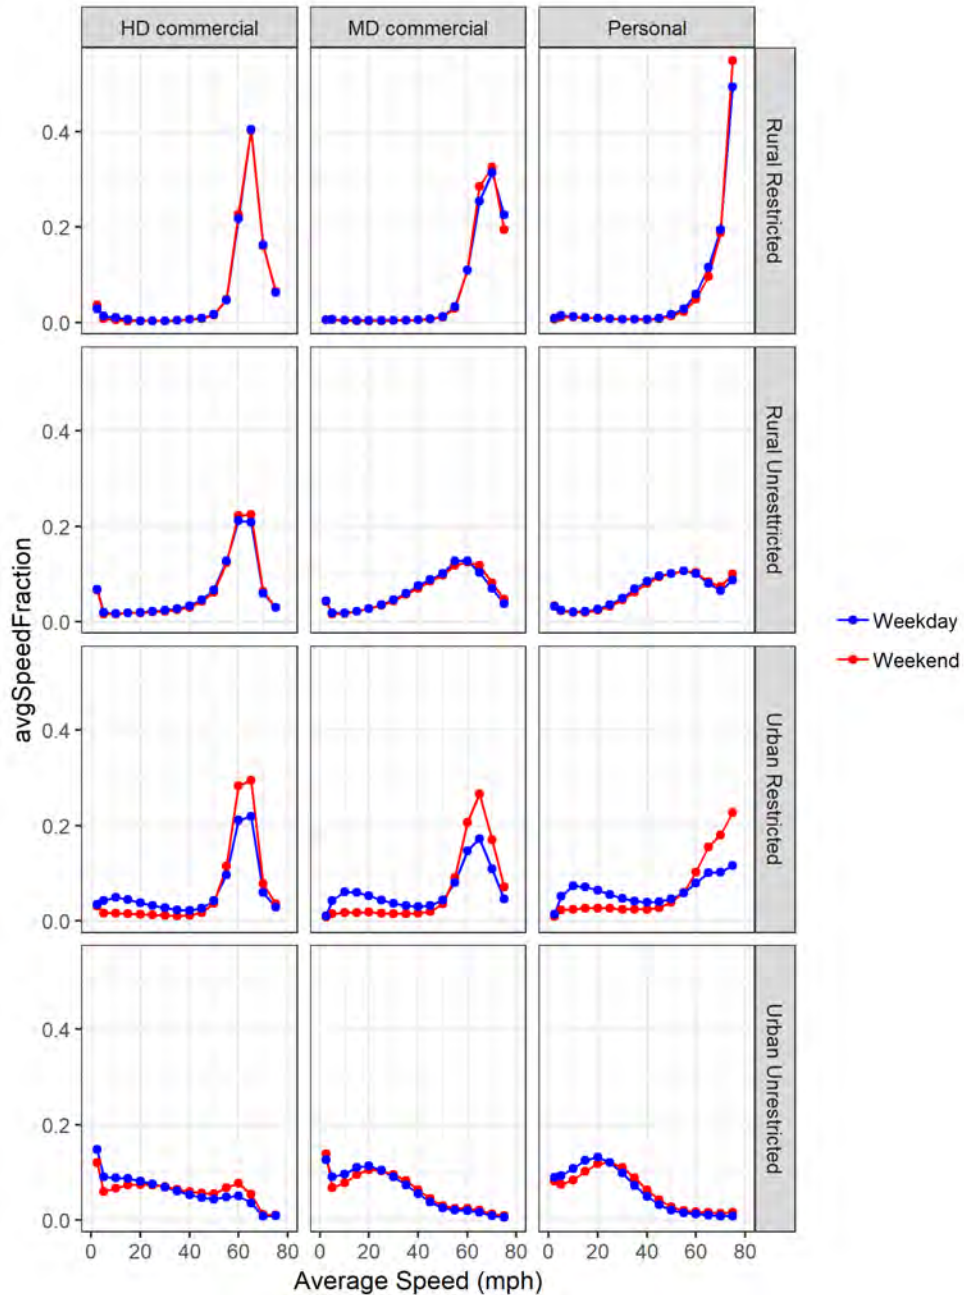 HD commercial
MD commercial
Personal
0.4
0.2
0.0
Rural Restricted
0.4
0.2
0.0
Rural Unresttricted
0.4
0.2
0.0
Urban Restricted
0.4
0.2
0.0
Urban Unrestricted
avgSpeedFraction
Weekday
Weekend
0 20 40 60 80
0 20 40 60 80
0 20 40 60 80
Average Speed (mph)